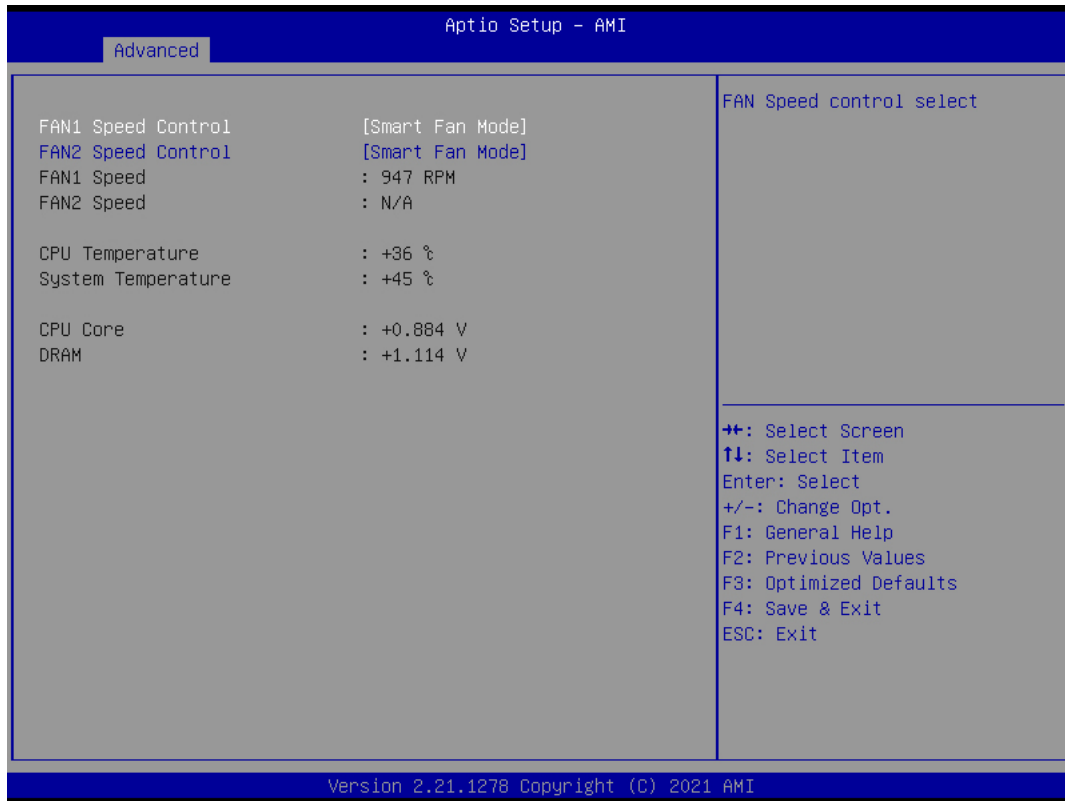 Aptio Setup – AMI
Advanced
FAN1 Speed Control [Smart Fan Mode]
FAN2 Speed Control [Smart Fan Mode]
FAN1 Speed : 947 RPM
FAN2 Speed : N/A
CPU Temperature : +36 ℃
System Temperature : +45 ℃
CPU Core : +0.884 V
DRAM : +1.114 V
FAN Speed control select
→←: Select Screen
↑↓: Select Item
Enter: Select
+/-: Change Opt.
F1: General Help
F2: Previous Values
F3: Optimized Defaults
F4: Save & Exit
ESC: Exit
Version 2.21.1278 Copyright (C) 2021 AMI